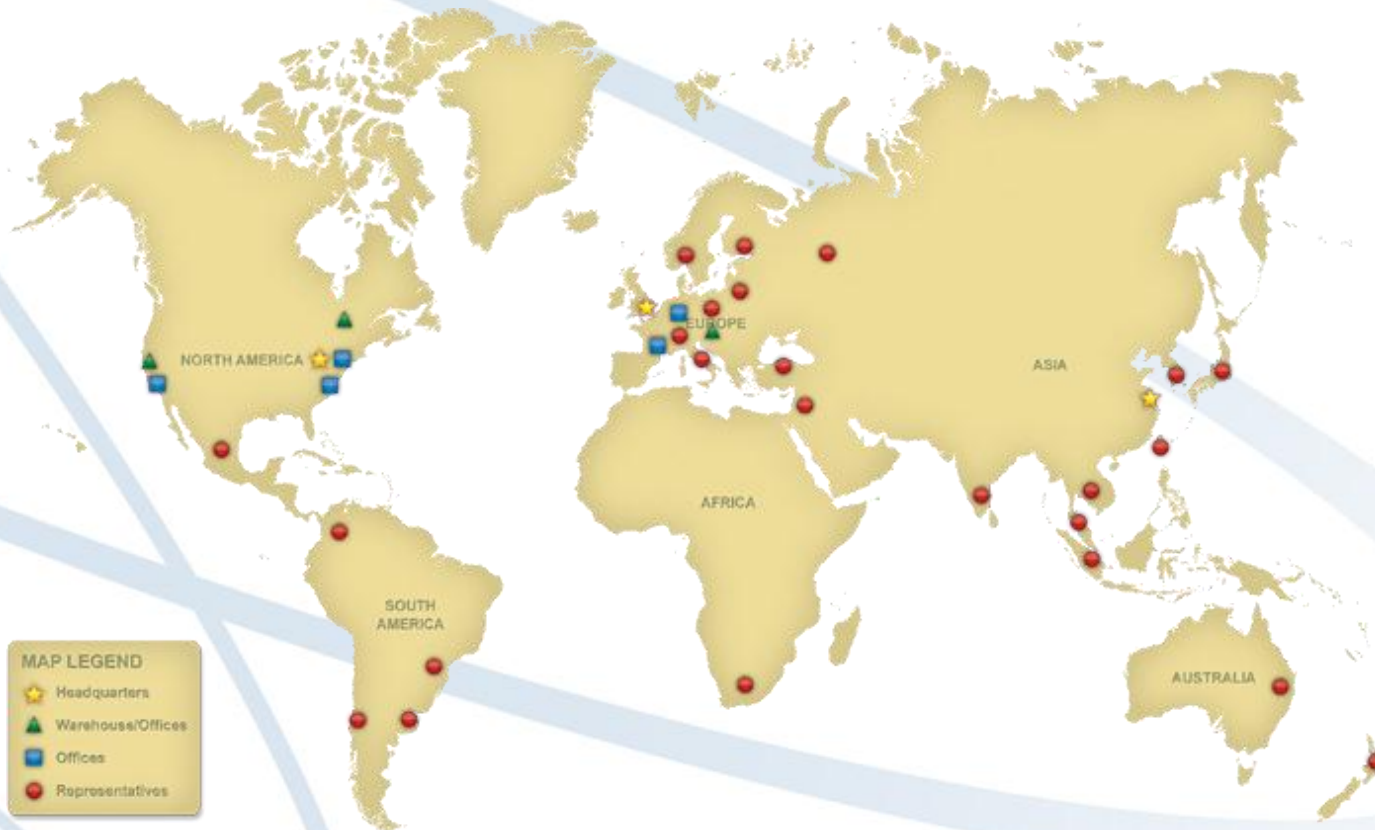 NORTH AMERICA
EUROPE
ASIA
AFRICA
SOUTH
AMERICA
AUSTRALIA
MAP LEGEND
Headquarters
Warehouse/Offices
Offices
Representatives